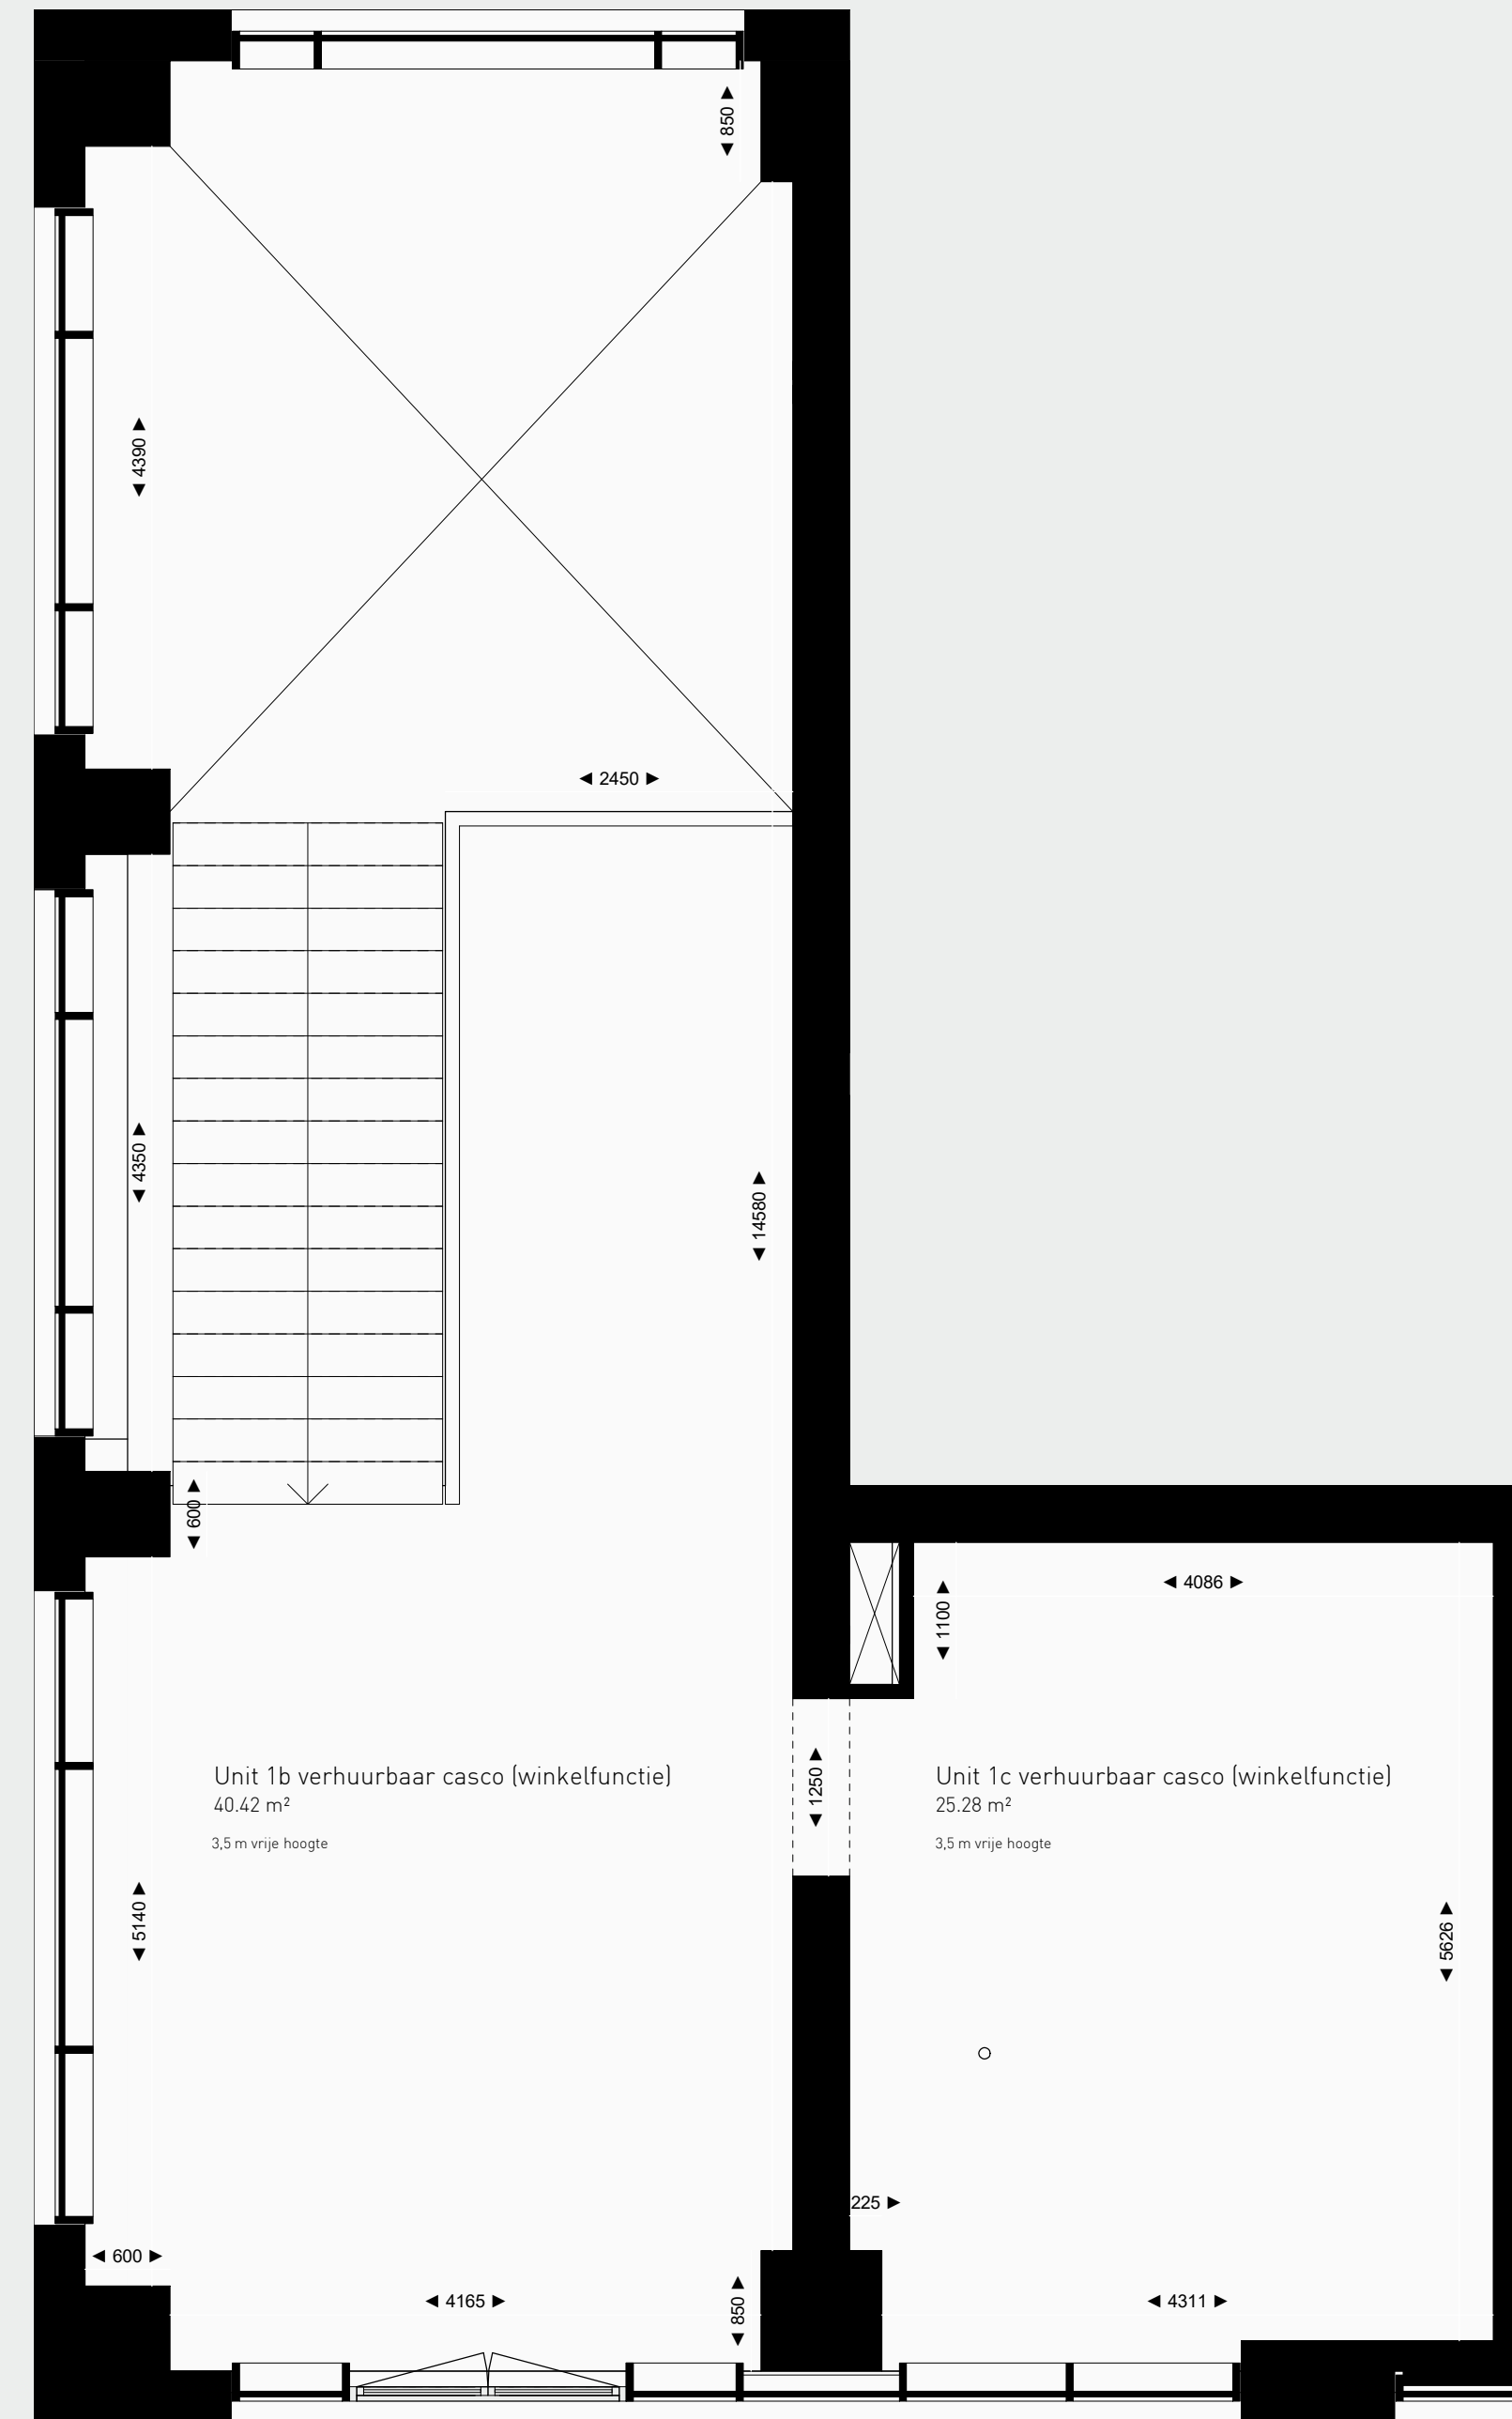 ◄ 850 ►
◄ 4390 ►
◄ 2450 ►
◄ 4350 ►
◄ 14580 ►
◄ 600 ►
◄ 4086 ►
◄ 1100 ►
Unit 1b verhuurbaar casco (winkelfunctie)
40.42 m²
3,5 m vrije hoogte
◄ 1250 ►
Unit 1c verhuurbaar casco (winkelfunctie)
25.28 m²
3,5 m vrije hoogte
◄ 5140 ►
◄ 5626 ►
225 ►
◄ 600 ►
◄ 4165 ►
◄ 850 ►
◄ 4311 ►